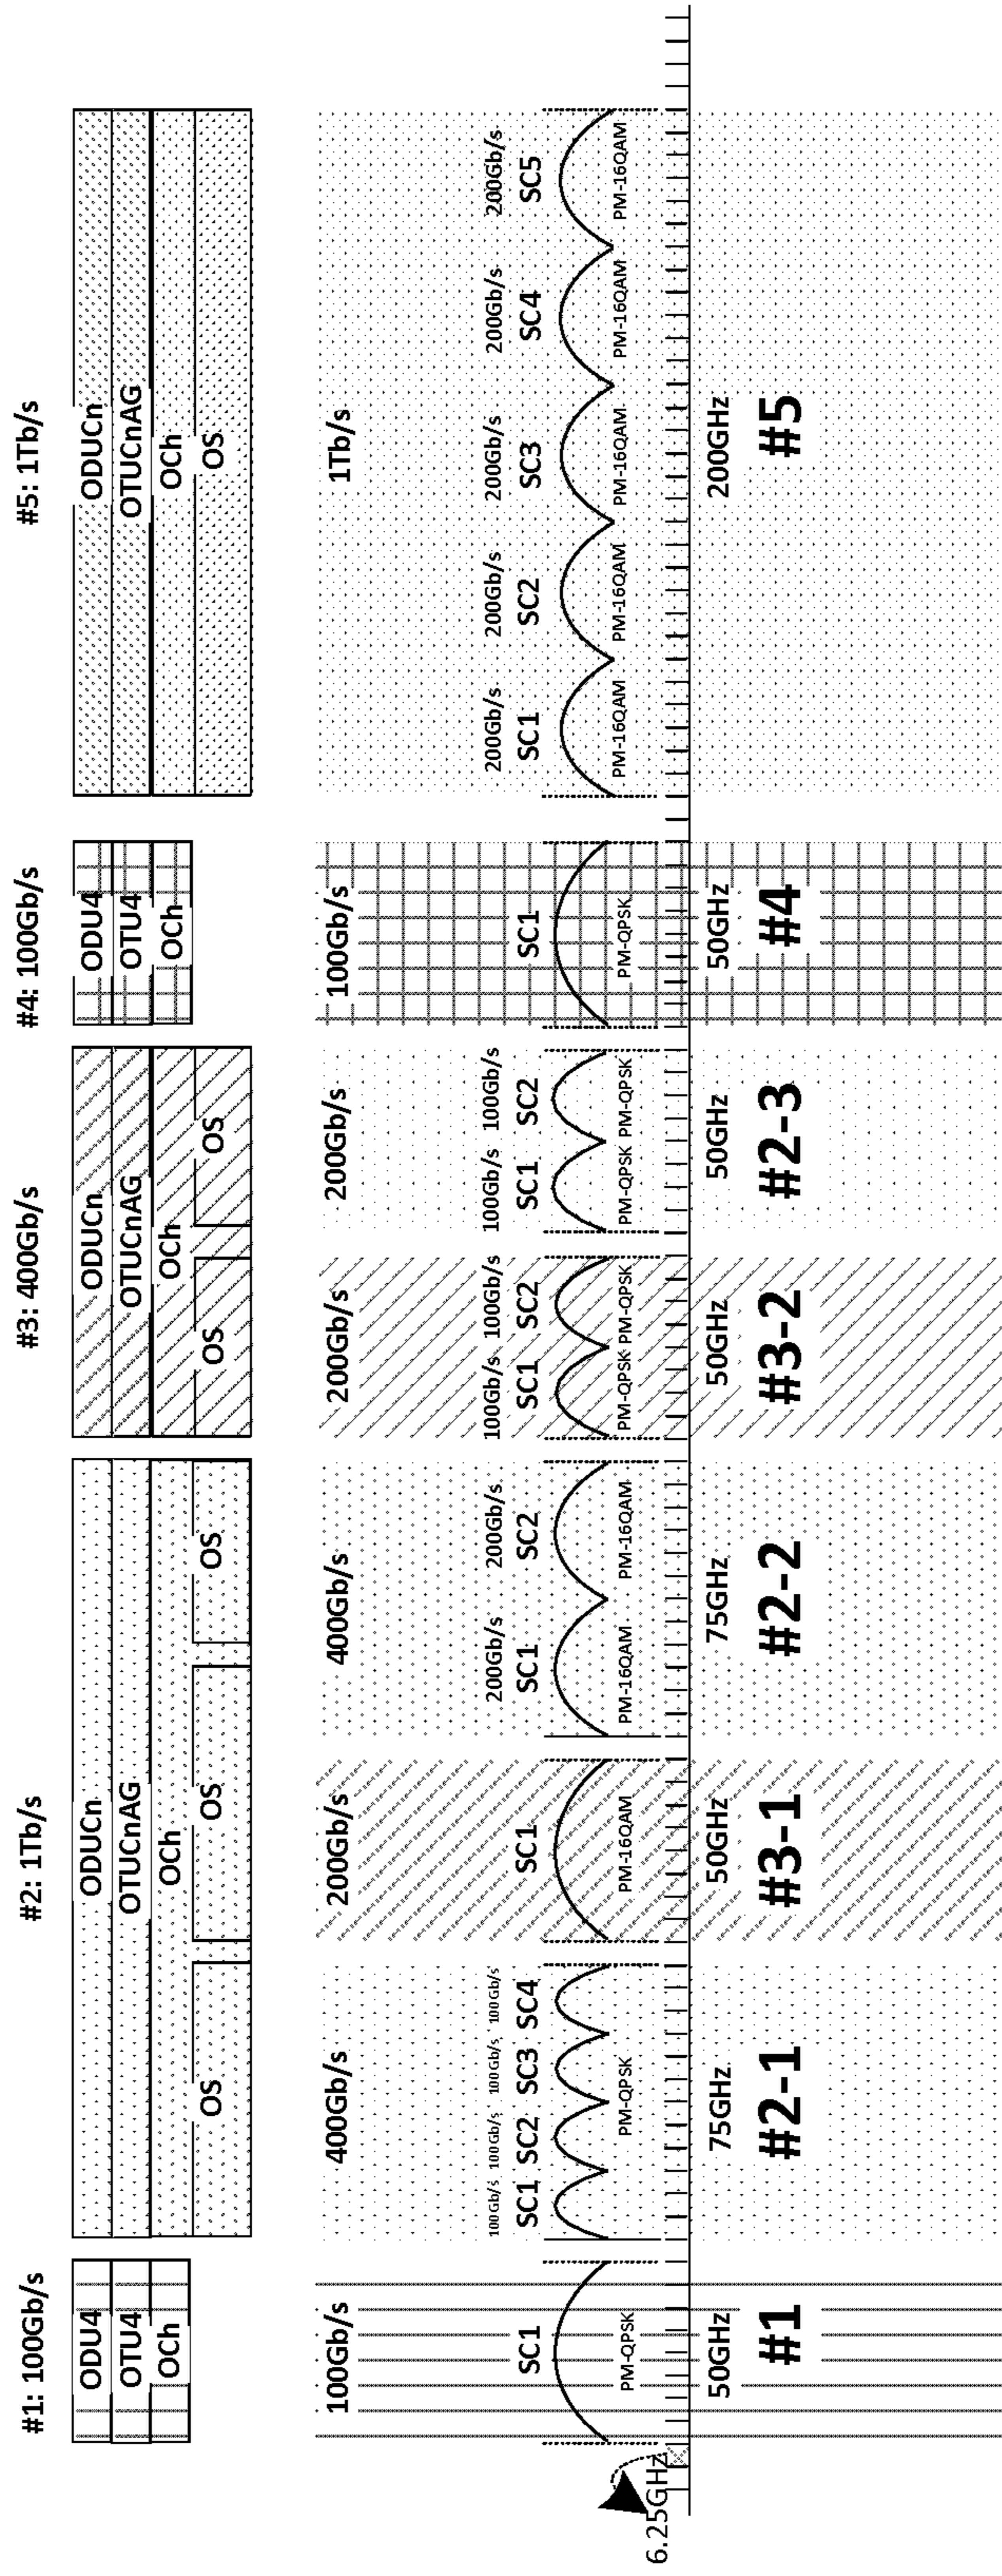 #1: 100Gb/s
#2: 1Tb/s
#3: 400Gb/s
#4: 100Gb/s
#5: 1Tb/s
ODU4
OTU4
OCh
ODUCn
OTUCnAG
OCh
OS
OS
OS
ODUCn
OTUCnAG
OCh
OS
OS
ODU4
OTU4
OCh
ODUCn
OTUCnAG
OCh
OS
100Gb/s
SC1
PM-QPSK
50GHz
#1
400Gb/s
100Gb/s 100Gb/s 100Gb/s 100Gb/s
SC1 SC2 SC3 SC4
PM-QPSK
75GHz
#2-1
200Gb/s
SC1
PM-16QAM
50GHz
#3-1
400Gb/s
200Gb/s 200Gb/s
SC1 SC2
PM-16QAM PM-16QAM
75GHz
#2-2
200Gb/s
100Gb/s 100Gb/s
SC1 SC2
PM-QPSK PM-QPSK
50GHz
#3-2
200Gb/s
100Gb/s 100Gb/s
SC1 SC2
PM-QPSK PM-QPSK
50GHz
#2-3
100Gb/s
SC1
PM-QPSK
50GHz
#4
1Tb/s
200Gb/s 200Gb/s 200Gb/s 200Gb/s 200Gb/s
SC1 SC2 SC3 SC4 SC5
PM-16QAM PM-16QAM PM-16QAM PM-16QAM PM-16QAM
200GHz
#5
6.25GHz